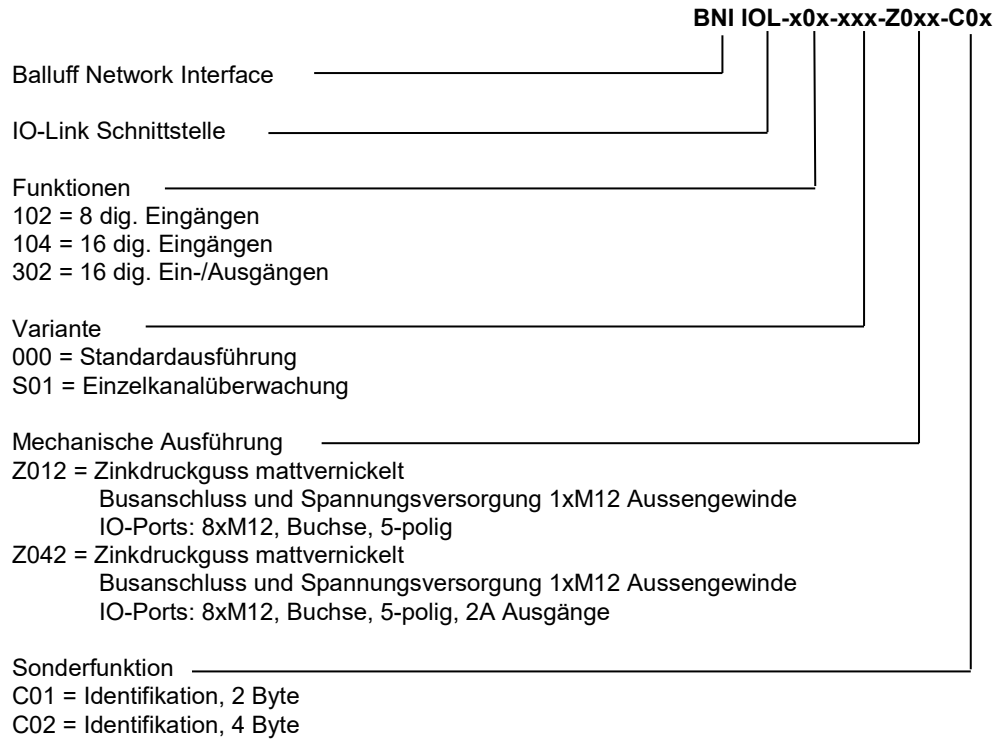 BNI IOL-x0x-xxx-Z0xx-C0x
Balluff Network Interface
IO-Link Schnittstelle
Funktionen
102 = 8 dig. Eingängen
104 = 16 dig. Eingängen
302 = 16 dig. Ein-/Ausgängen
Variante
000 = Standardausführung
S01 = Einzelkanalüberwachung
Mechanische Ausführung
Z012 = Zinkdruckguss mattvernickelt
Busanschluss und Spannungsversorgung 1xM12 Aussengewinde
IO-Ports: 8xM12, Buchse, 5-polig
Z042 = Zinkdruckguss mattvernickelt
Busanschluss und Spannungsversorgung 1xM12 Aussengewinde
IO-Ports: 8xM12, Buchse, 5-polig, 2A Ausgänge
Sonderfunktion
C01 = Identifikation, 2 Byte
C02 = Identifikation, 4 Byte